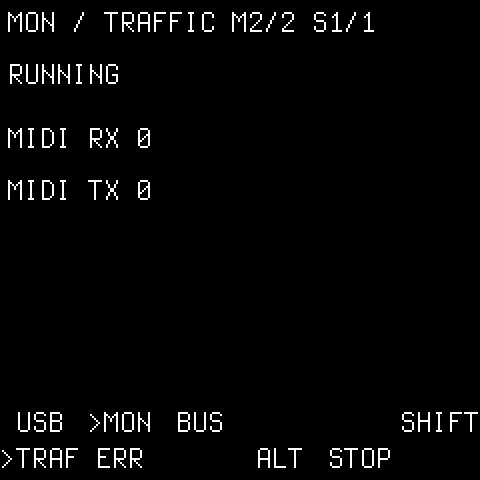 MON / TRAFFIC M2/2 S1/1
RUNNING
MIDI RX 0
MIDI TX 0
USB >MON BUS SHIFT
>TRAF ERR ALT STOP